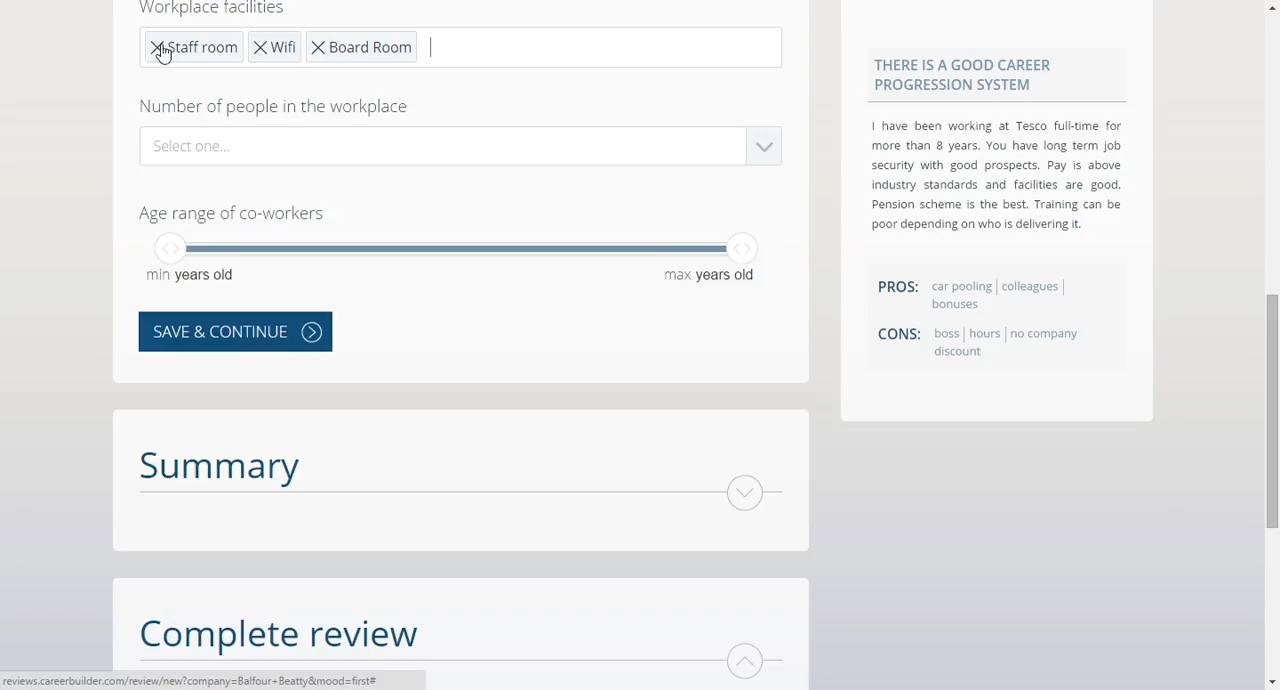 Workplace facilities
Staff room
Wifi
Board Room
Number of people in the workplace
Select one...
Age range of co-workers
min years old
max years old
SAVE & CONTINUE
Summary
Complete review
THERE IS A GOOD CAREER
PROGRESSION SYSTEM
I have been working at Tesco full-time for
more than 8 years. You have long term job
security with good prospects. Pay is above
industry standards and facilities are good.
Pension scheme is the best. Training can be
poor depending on who is delivering it.
PROS: car pooling | colleagues |
bonuses
CONS: boss | hours | no company
discount
reviews.careerbuilder.com/review/new?company=Balfour+Beatty&mood=first#